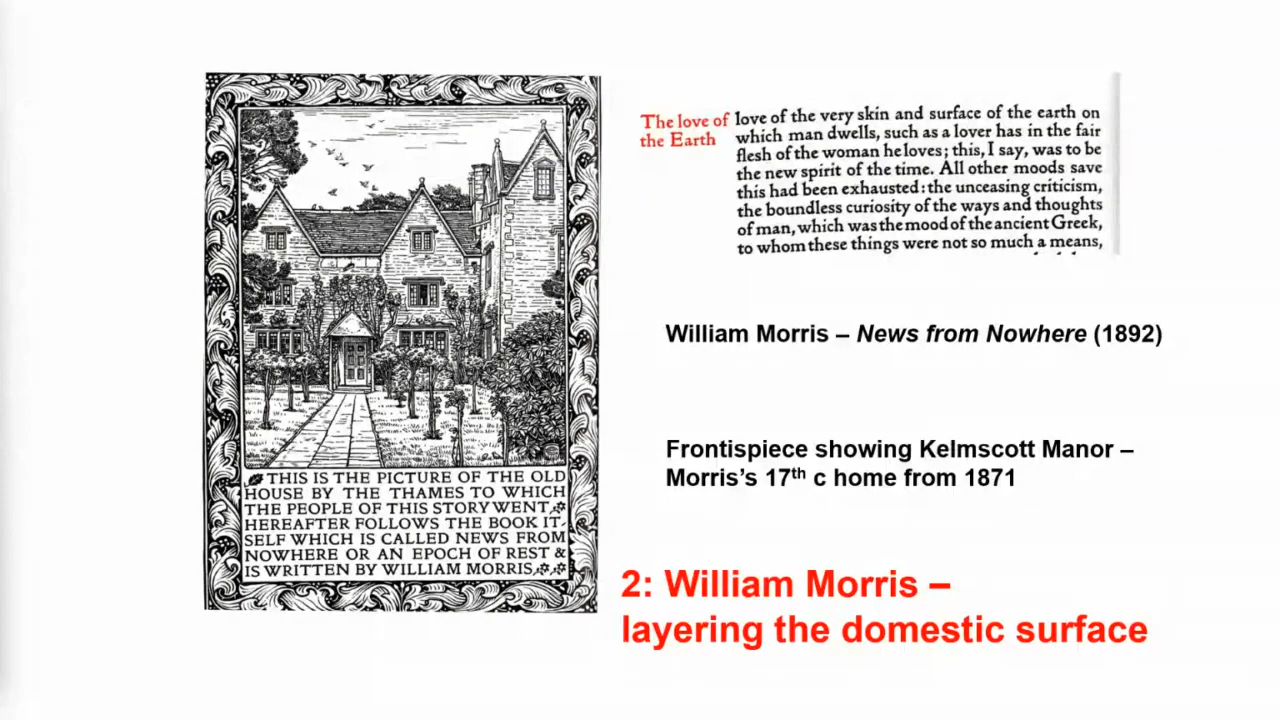 THIS IS THE PICTURE OF THE OLD
HOUSE BY THE THAMES TO WHICH
THE PEOPLE OF THIS STORY WENT
HEREAFTER FOLLOWS THE BOOK IT,
SELF WHICH IS CALLED NEWS FROM
NOWHERE OR AN EPOCH OF REST &
IS WRITTEN BY WILLIAM MORRIS
The love of
the Earth
love of the very skin and surface of the earth on
which man dwells, such as a lover has in the fair
flesh of the woman he loves; this, I say, was to be
the new spirit of the time. All other moods save
this had been exhausted: the unceasing criticism,
the boundless curiosity of the ways and thoughts
of man, which was the mood of the ancient Greek,
to whom these things were not so much a means,
William Morris – News from Nowhere (1892)
Frontispiece showing Kelmscott Manor –
Morris's 17th c home from 1871
2: William Morris –
layering the domestic surface